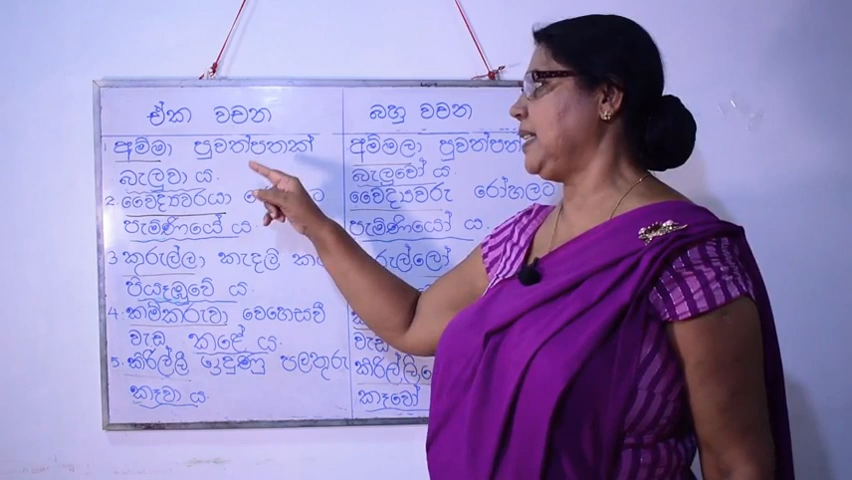 ඒක වචන
බහු වචන
1 අම්මා පුවත්පතක්
බැලුවා ය.
2. වෛද්‍යවරයා
පැමිණියේ ය.
3 කුරුල්ලා කැදලි
පියෑඹුවේ ය.
4. කම්කරුවා වෙහෙසවී
වැඩ කළේ ය.
5. කිරිල්ලී ඉදුණු පලතුරු
කෑවා ය.
අම්මලා පුවත්පත්
බැලුවෝ ය.
වෛද්‍යවරු රෝහලට
පැමිණියෝ ය.
වැඩ
කෑවෝ